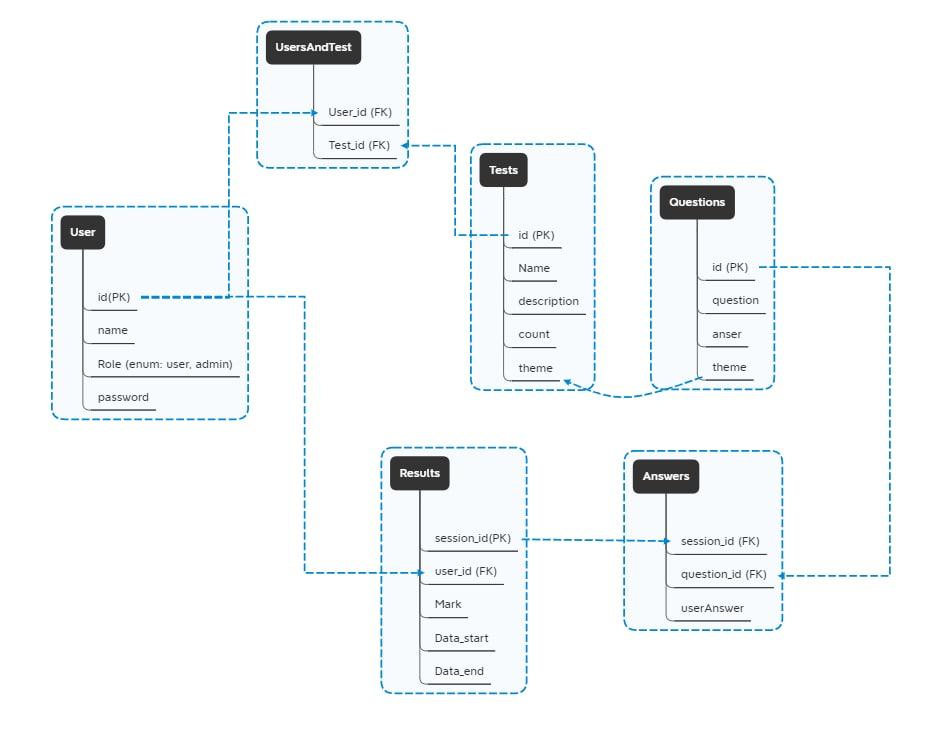 UsersAndTest
User_id (FK)
Test_id (FK)
User
id(PK)
name
Role (enum: user, admin)
password
Tests
id (PK)
Name
description
count
theme
Questions
id (PK)
question
anser
theme
Results
session_id(PK)
user_id (FK)
Mark
Data_start
Data_end
Answers
session_id (FK)
question_id (FK)
userAnswer